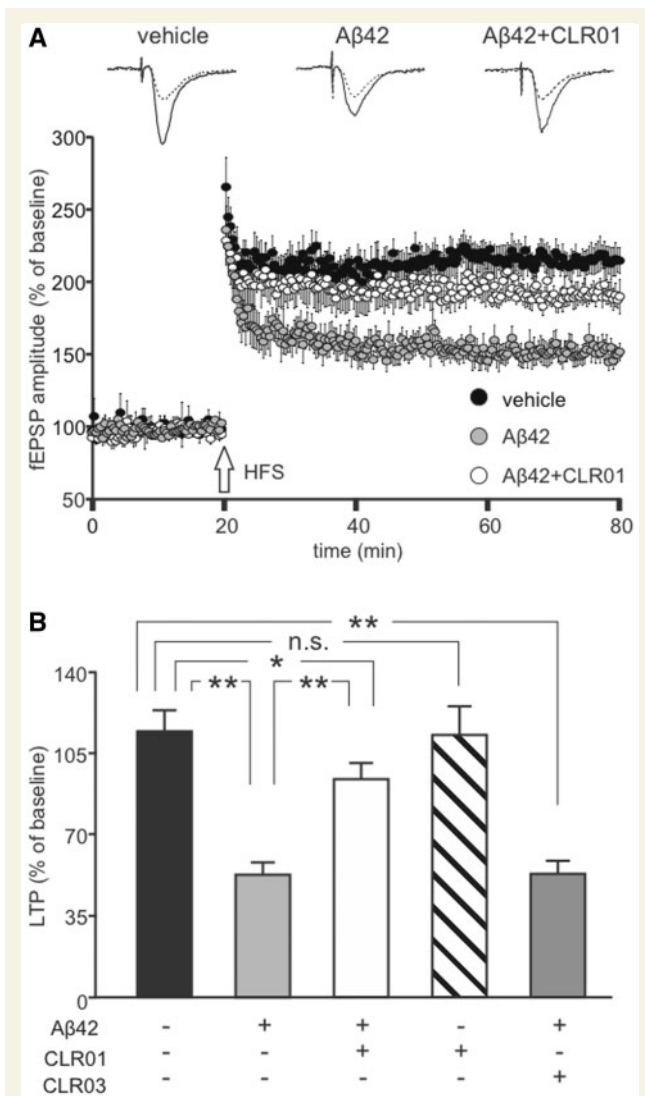 A
vehicle Aβ42 Aβ42+CLR01
fEPSP amplitude (% of baseline)
300
250
200
150
100
50
vehicle
Aβ42
Aβ42+CLR01
HFS
0 20 40 60 80
time (min)
B
**
n.s.
*
** **
LTP (% of baseline)
140
105
70
35
0
Aβ42 - + + - +
CLR01 - - + + -
CLR03 - - - - +